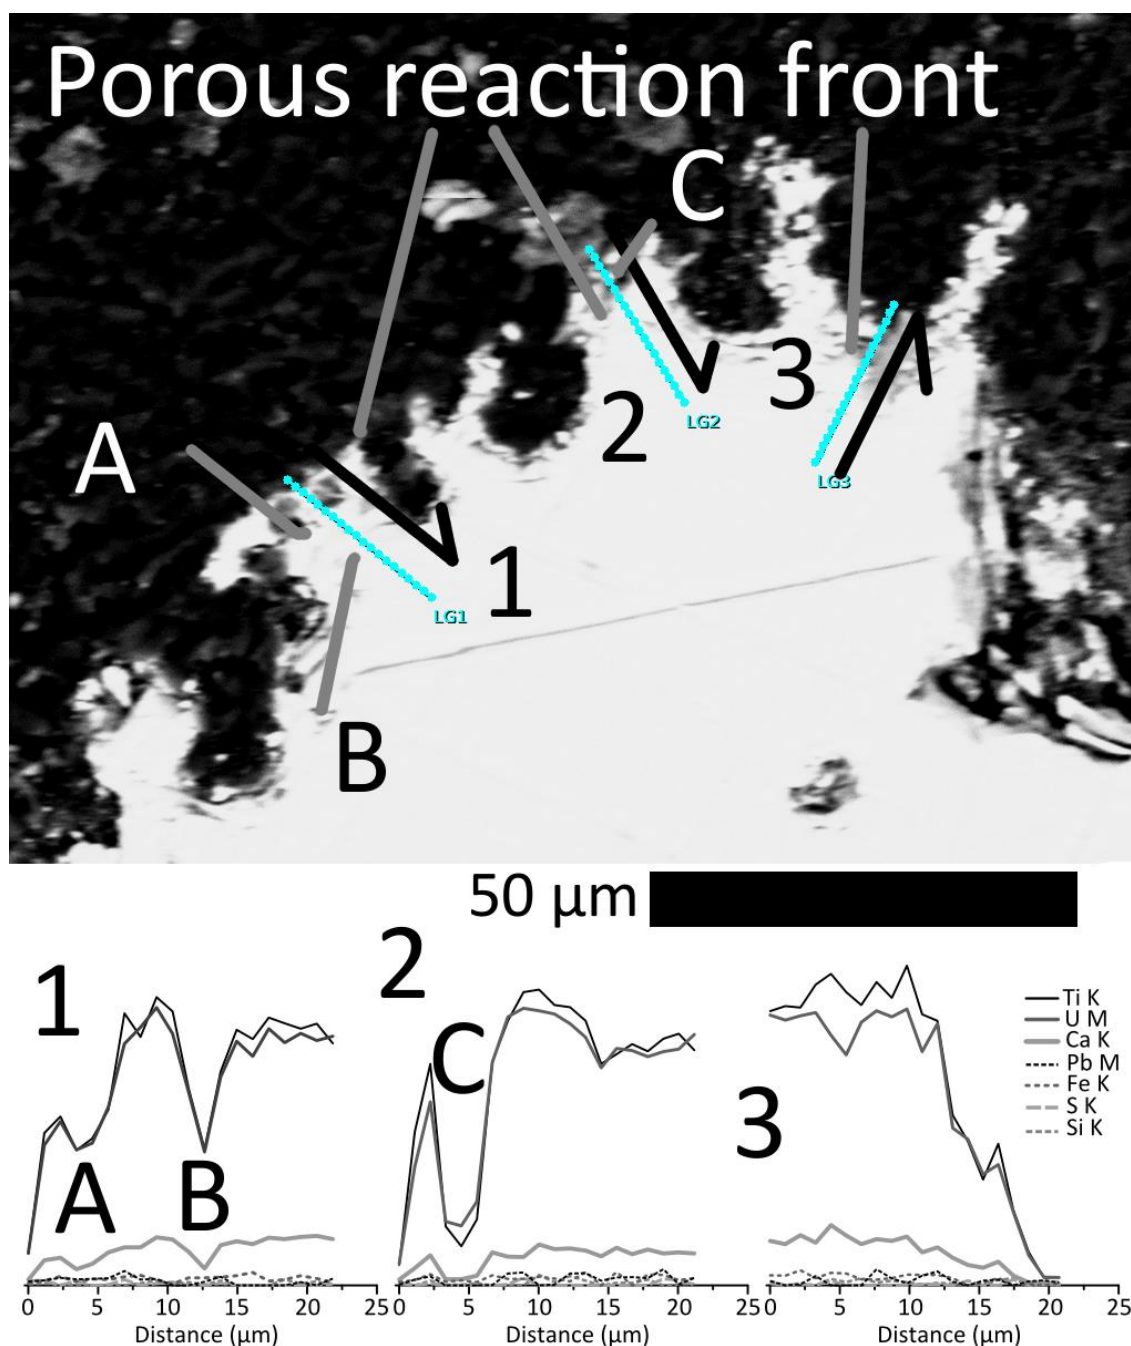 Porous reaction front
C
A
3
2
LG2
LG3
1
LG1
B
50 µm
1
2
3
A
B
C
Ti K
U M
Ca K
Pb M
Fe K
S K
Si K
0 5 10 15 20 25
0 5 10 15 20 25
0 5 10 15 20 25
Distance (µm)
Distance (µm)
Distance (µm)